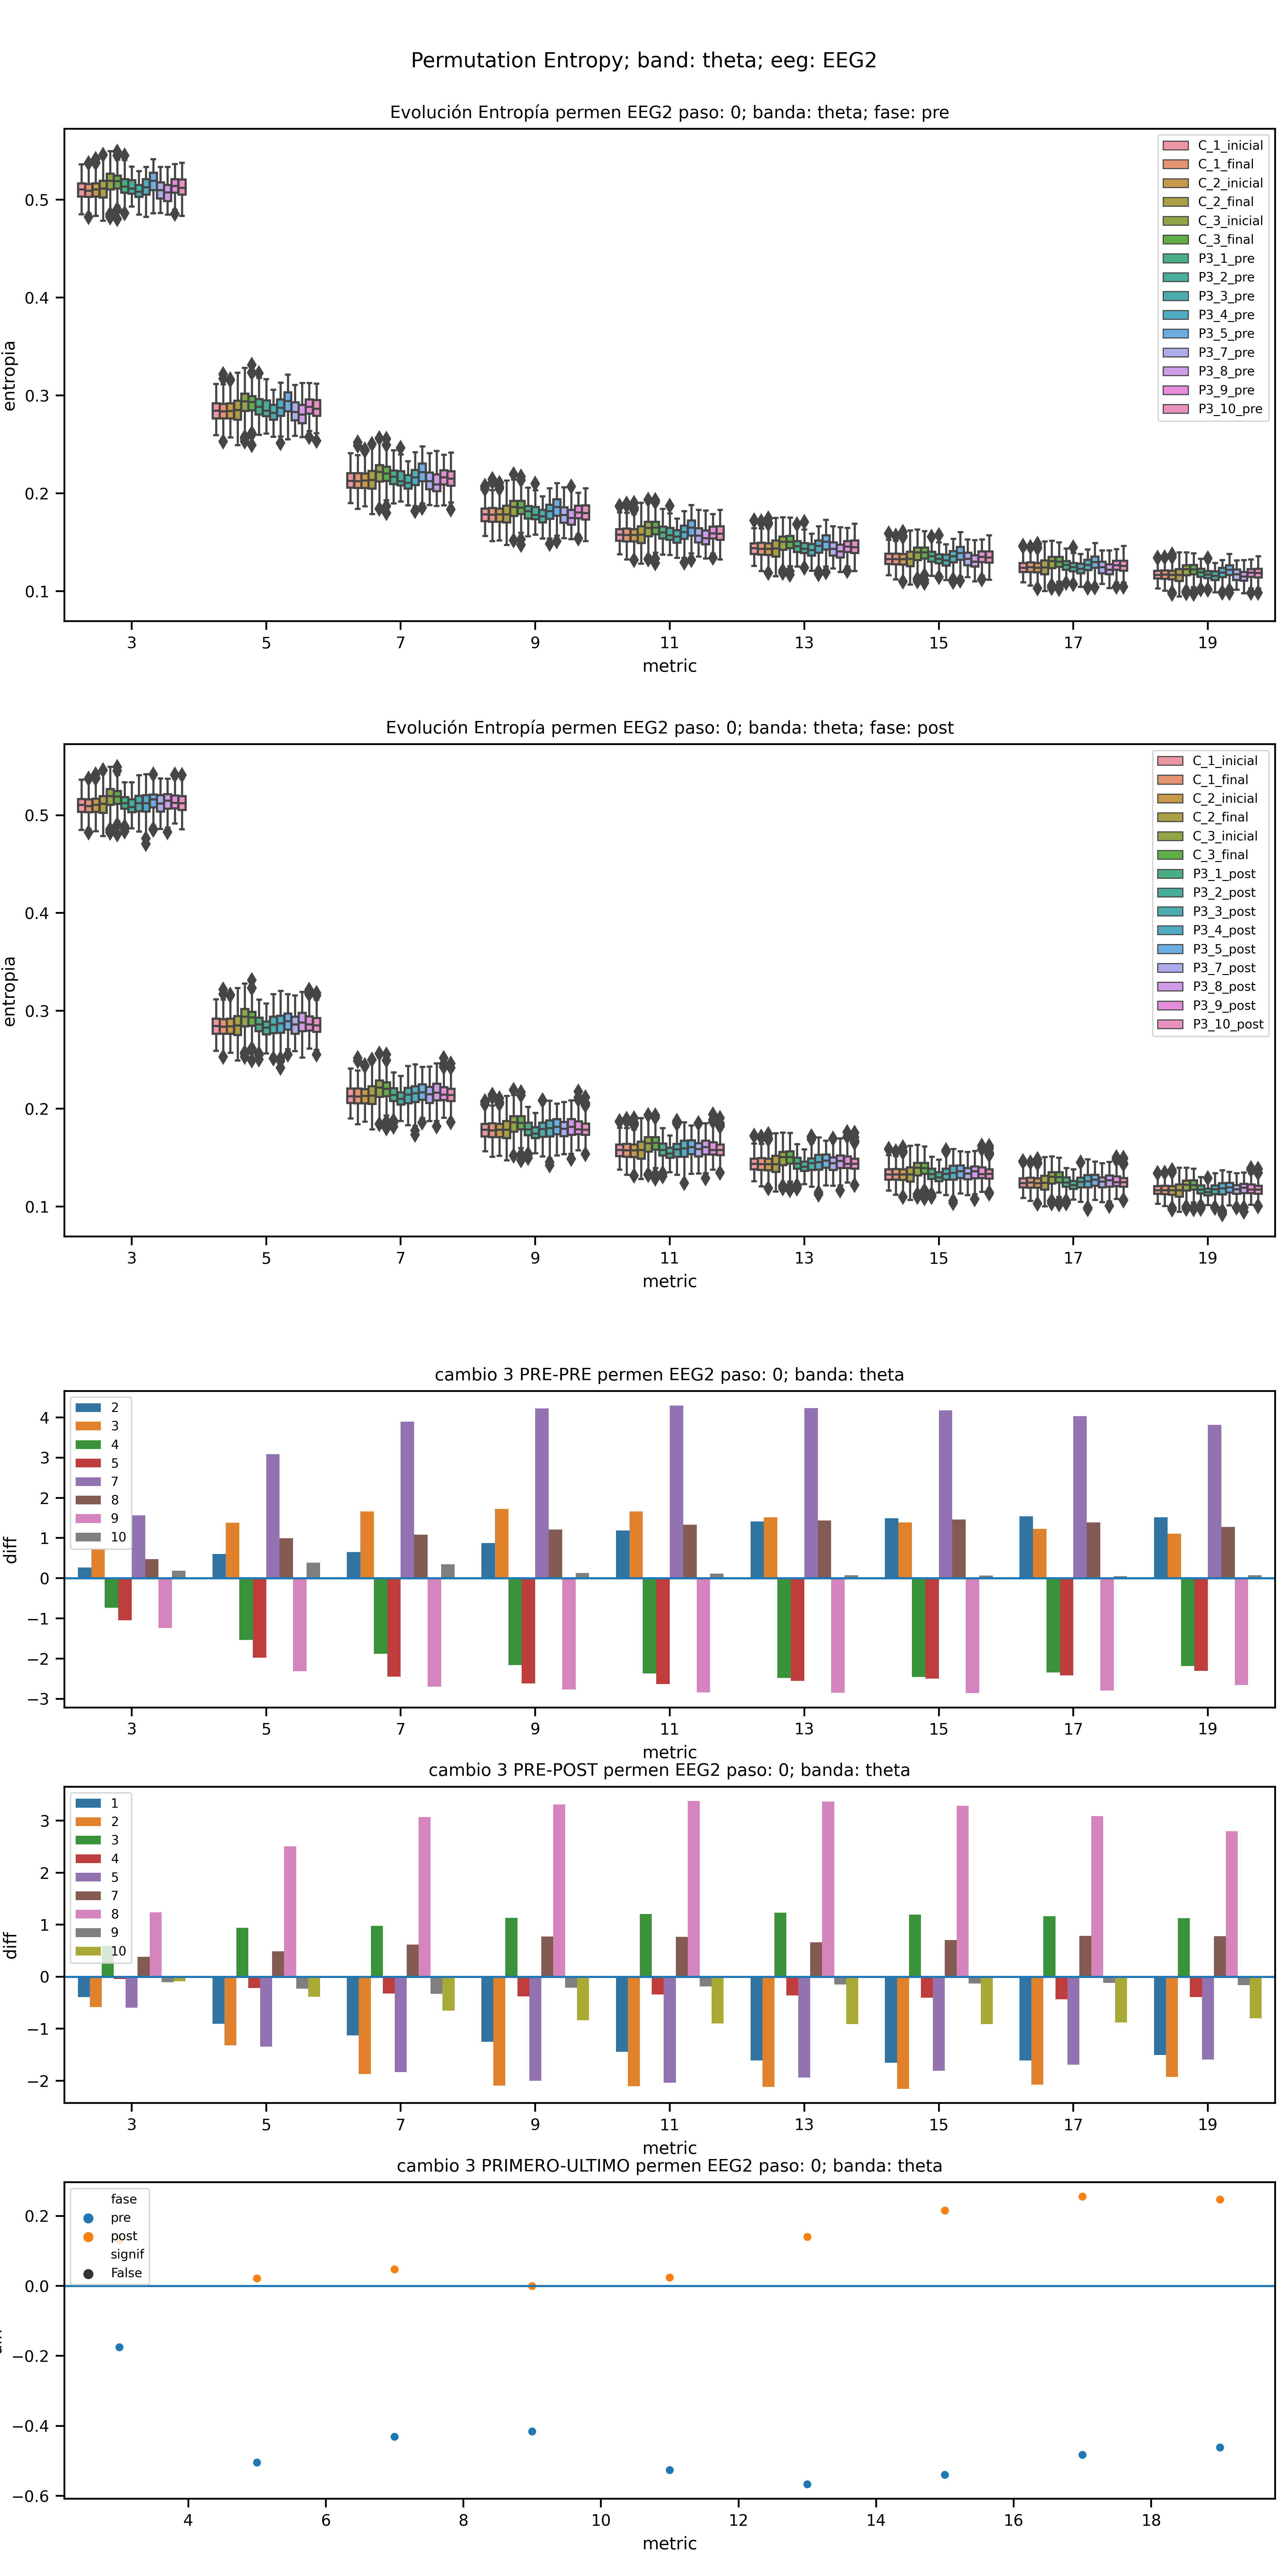 Permutation Entropy; band: theta; eeg: EEG2
Evolución Entropía permen EEG2 paso: 0; banda: theta; fase: pre
C_1_inicial
C_1_final
C_2_inicial
C_2_final
C_3_inicial
C_3_final
P3_1_pre
P3_2_pre
P3_3_pre
P3_4_pre
P3_5_pre
P3_7_pre
P3_8_pre
P3_9_pre
P3_10_pre
0.5
0.4
0.3
0.2
0.1
entropia
3 5 7 9 11 13 15 17 19
metric
Evolución Entropía permen EEG2 paso: 0; banda: theta; fase: post
C_1_inicial
C_1_final
C_2_inicial
C_2_final
C_3_inicial
C_3_final
P3_1_post
P3_2_post
P3_3_post
P3_4_post
P3_5_post
P3_7_post
P3_8_post
P3_9_post
P3_10_post
0.5
0.4
0.3
0.2
0.1
entropia
3 5 7 9 11 13 15 17 19
metric
cambio 3 PRE-PRE permen EEG2 paso: 0; banda: theta
2
3
4
5
7
8
9
10
4
3
2
1
0
−1
−2
−3
diff
3 5 7 9 11 13 15 17 19
metric
cambio 3 PRE-POST permen EEG2 paso: 0; banda: theta
1
2
3
4
5
7
8
9
10
3
2
1
0
−1
−2
diff
3 5 7 9 11 13 15 17 19
metric
cambio 3 PRIMERO-ULTIMO permen EEG2 paso: 0; banda: theta
fase
pre
post
signif
False
0.2
0.0
−0.2
−0.4
−0.6
4 6 8 10 12 14 16 18
metric